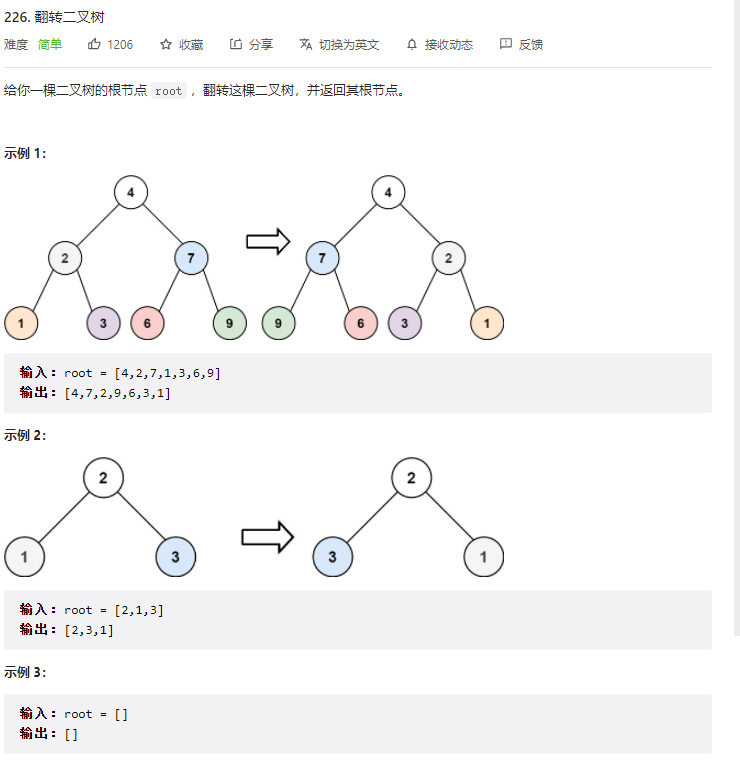 226. 翻转二叉树
难度 简单 1206 收藏 分享 切换为英文 接收动态 反馈
给你一棵二叉树的根节点 root ，翻转这棵二叉树，并返回其根节点。
示例 1：
4 4
2 7 7 2
1 3 6 9 9 6 3 1
输入：root = [4,2,7,1,3,6,9]
输出：[4,7,2,9,6,3,1]
示例 2：
2 2
1 3 3 1
输入：root = [2,1,3]
输出：[2,3,1]
示例 3：
输入：root = []
输出：[]